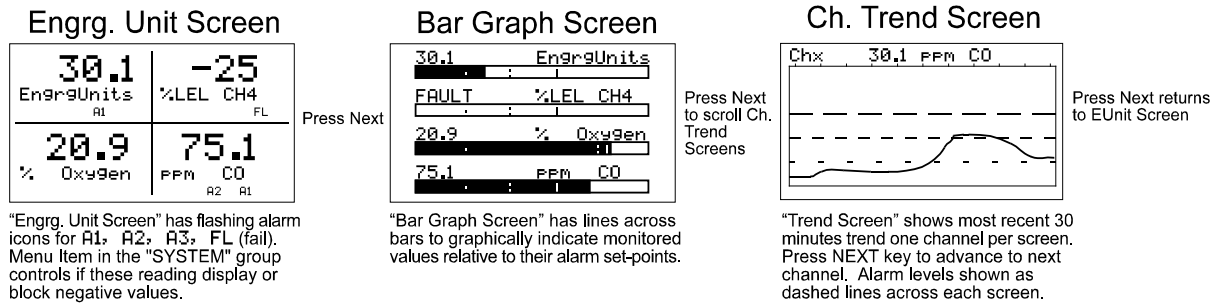 Engrg. Unit Screen
30.1
EngrgUnits
A1
-25
%LEL CH4
FL
20.9
% Oxygen
75.1
PPM CO
A2 A1
"Engrg. Unit Screen" has flashing alarm
icons for A1, A2, A3, FL (fail).
Menu Item in the "SYSTEM" group
controls if these reading display or
block negative values.
Press Next
Bar Graph Screen
30.1 EngrgUnits
FAULT %LEL CH4
20.9 % Oxygen
75.1 PPM CO
"Bar Graph Screen" has lines across
bars to graphically indicate monitored
values relative to their alarm set-points.
Press Next
to scroll Ch.
Trend
Screens
Ch. Trend Screen
Chx 30.1 PPM CO
"Trend Screen" shows most recent 30
minutes trend one channel per screen.
Press NEXT key to advance to next
channel. Alarm levels shown as
dashed lines across each screen.
Press Next returns
to EUnit Screen